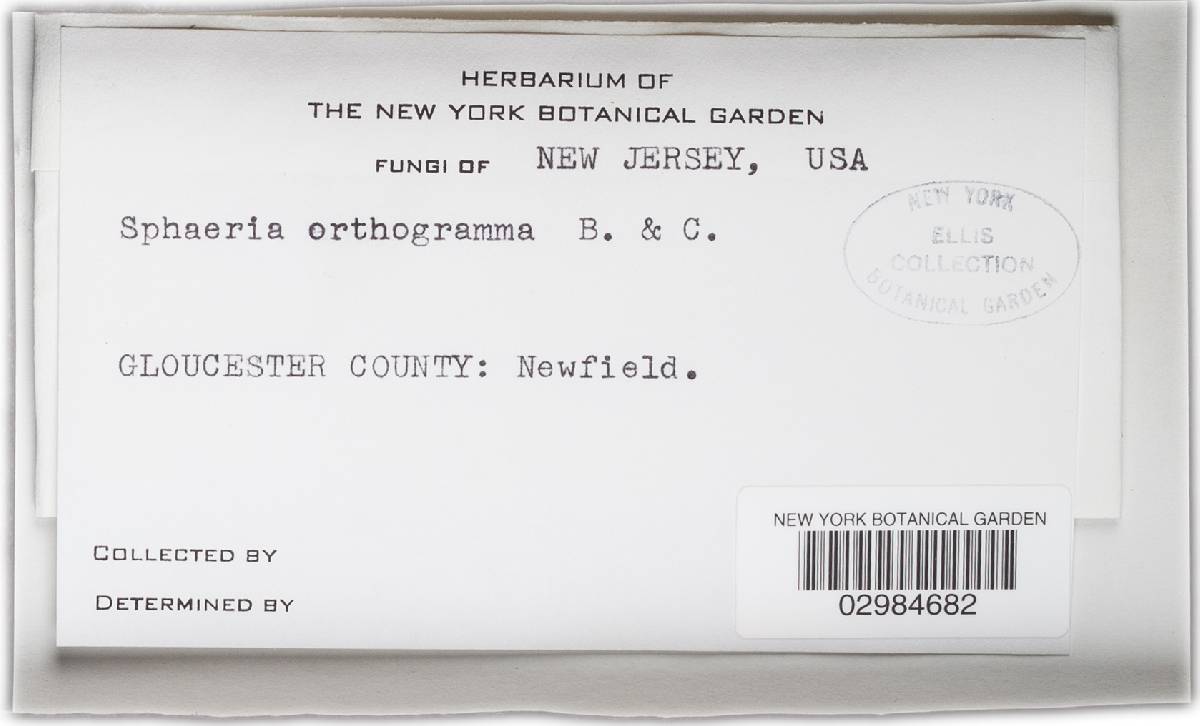 HERBARIUM OF
THE NEW YORK BOTANICAL GARDEN
FUNGI OF NEW JERSEY, USA
Sphaeria orthogramma B. & C.
NEW YORK
ELLIS
COLLECTION
BOTANICAL GARDEN
GLOUCESTER COUNTY: Newfield.
COLLECTED BY
DETERMINED BY
NEW YORK BOTANICAL GARDEN
02984682